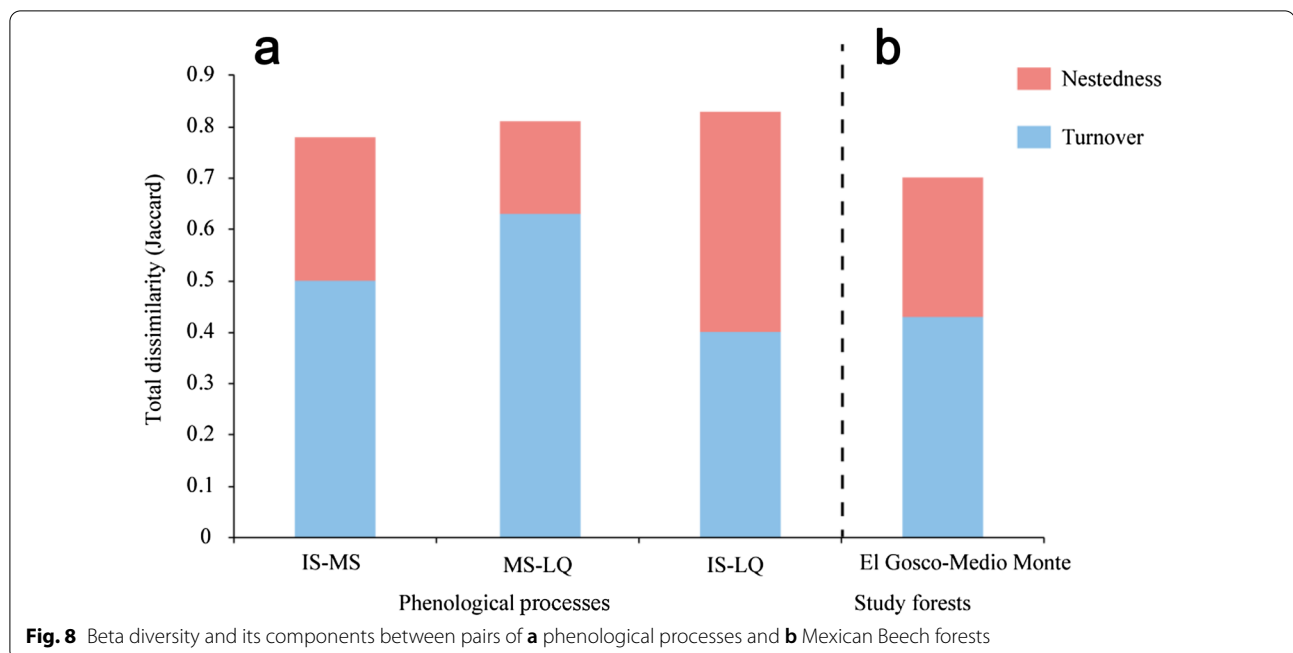 a
b
Nestedness
Turnover
Total dissimilarity (Jaccard)
0.9
0.8
0.7
0.6
0.5
0.4
0.3
0.2
0.1
0
IS-MS MS-LQ IS-LQ El Gosco-Medio Monte
Phenological processes Study forests
Fig. 8 Beta diversity and its components between pairs of a phenological processes and b Mexican Beech forests